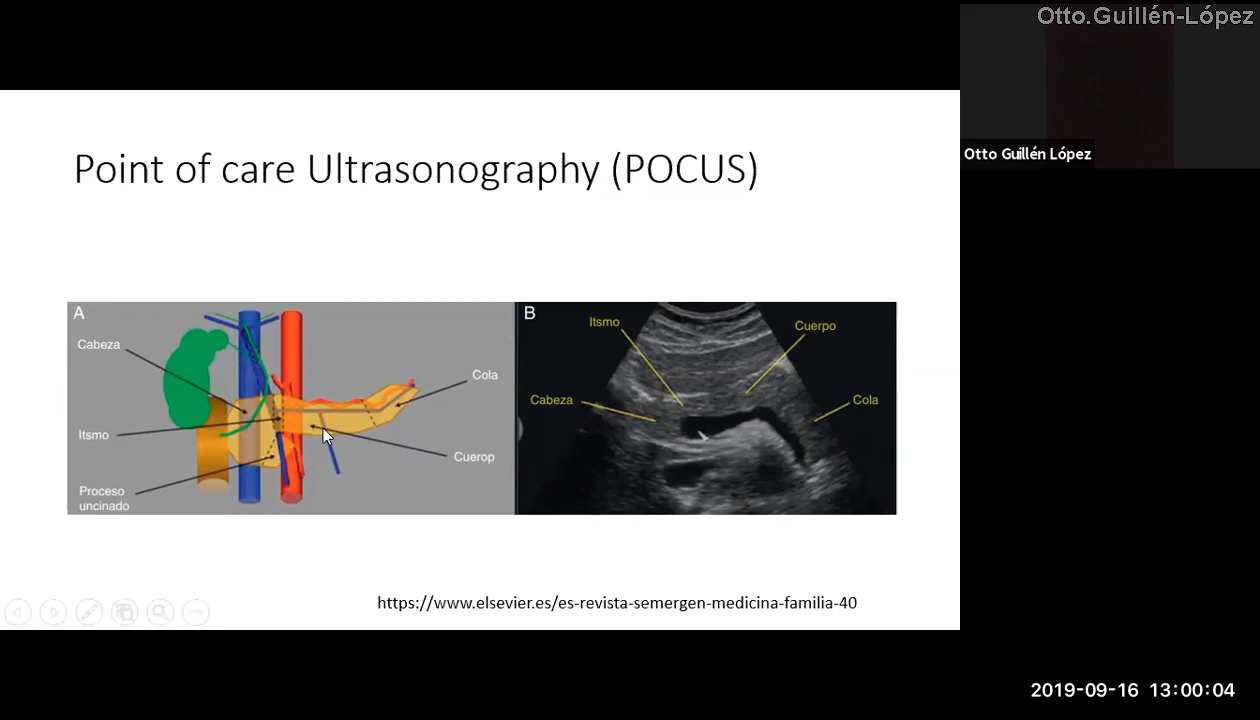 Otto.Guillén-López
Otto Guillén López
Point of care Ultrasonography (POCUS)
A
Cabeza
Itsmo
Proceso
uncinado
Cola
Cuerop
B
Itsmo
Cuerpo
Cabeza
Cola
https://www.elsevier.es/es-revista-semergen-medicina-familia-40
2019-09-16 13:00:04